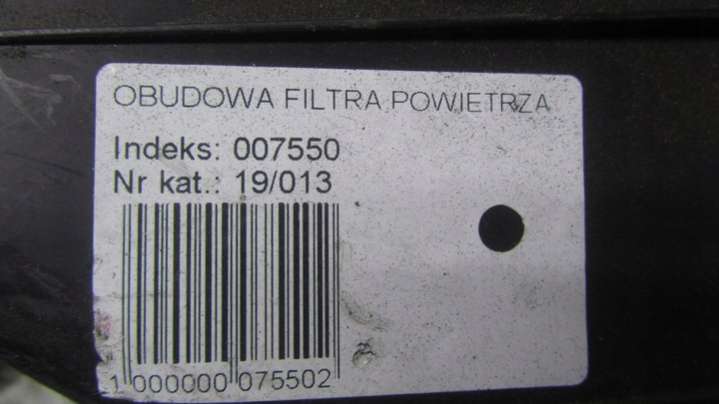 OBUDOWA FILTRA POWIETRZA
Indeks: 007550
Nr kat.: 19/013
1 000000 075502